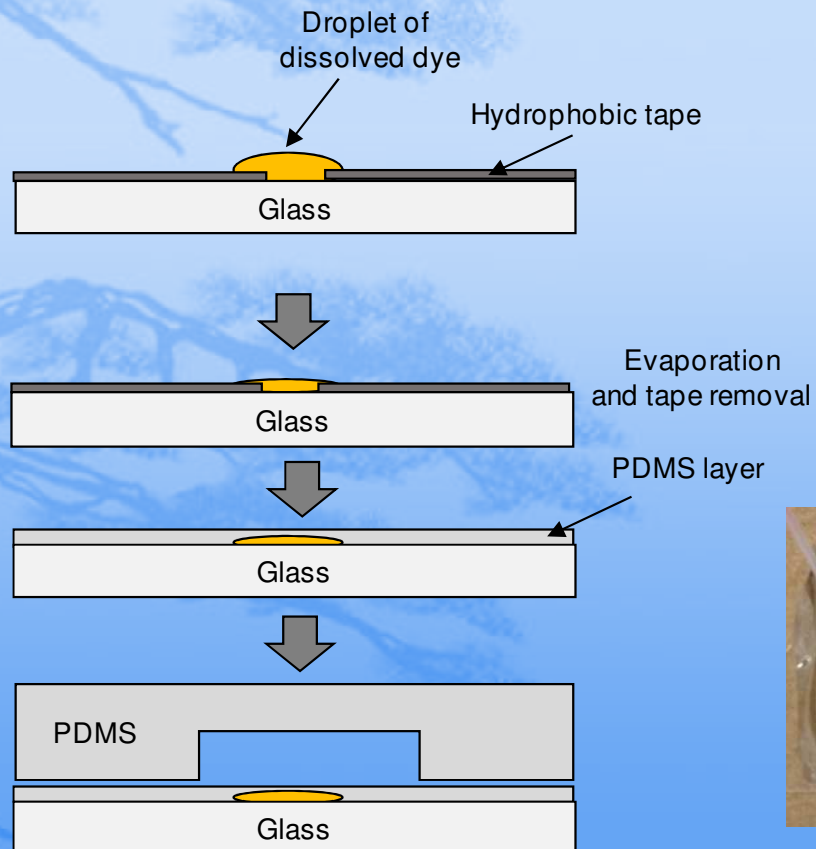 Droplet of
dissolved dye
Hydrophobic tape
Glass
Evaporation
and tape removal
Glass
PDMS layer
Glass
PDMS
Glass